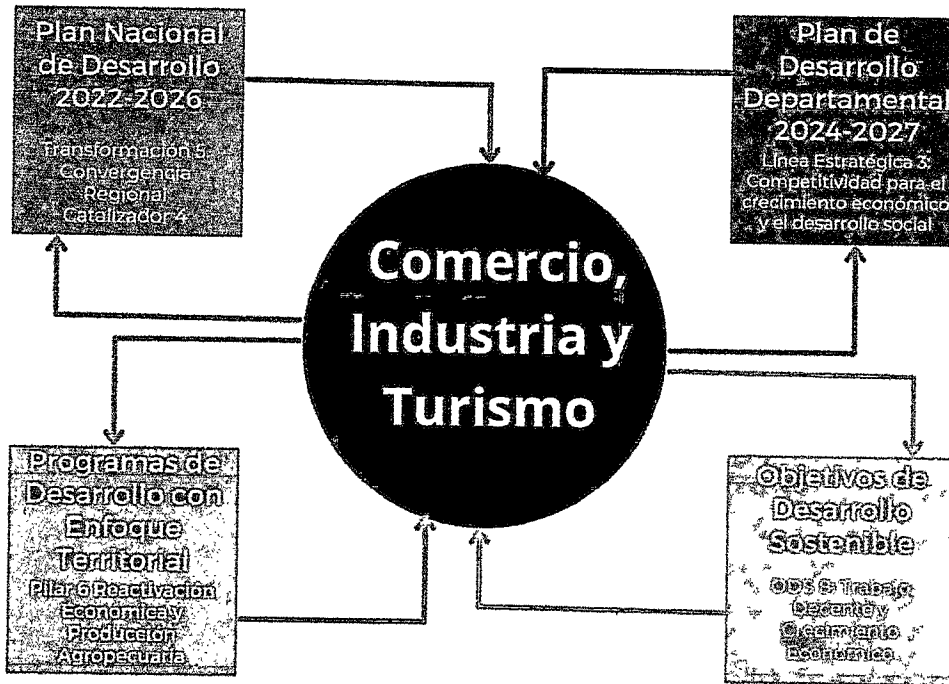 Plan Nacional
de Desarrollo
2022-2026
Transformación 5
Convergencia
Regional
Catalizador 4
Plan de
Desarrollo
Departamental
2024-2027
Línea Estratégica 3:
Competitividad para el
crecimiento económico
y el desarrollo social
Comercio,
Industria y
Turismo
Programas de
Desarrollo con
Enfoque
Territorial
Pilar 6 Reactivación
Económica y
Producción
Agropecuaria
Objetivos de
Desarrollo
Sostenible
ODS 8: Trabajo
Decente y
Crecimiento
Económico